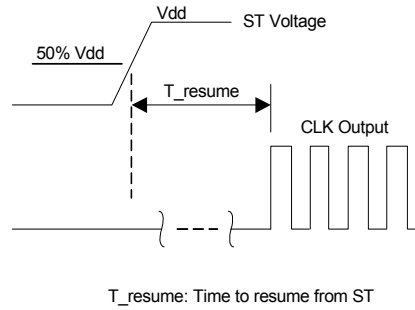 Vdd
ST Voltage
50% Vdd
T_resume
CLK Output
T_resume: Time to resume from ST